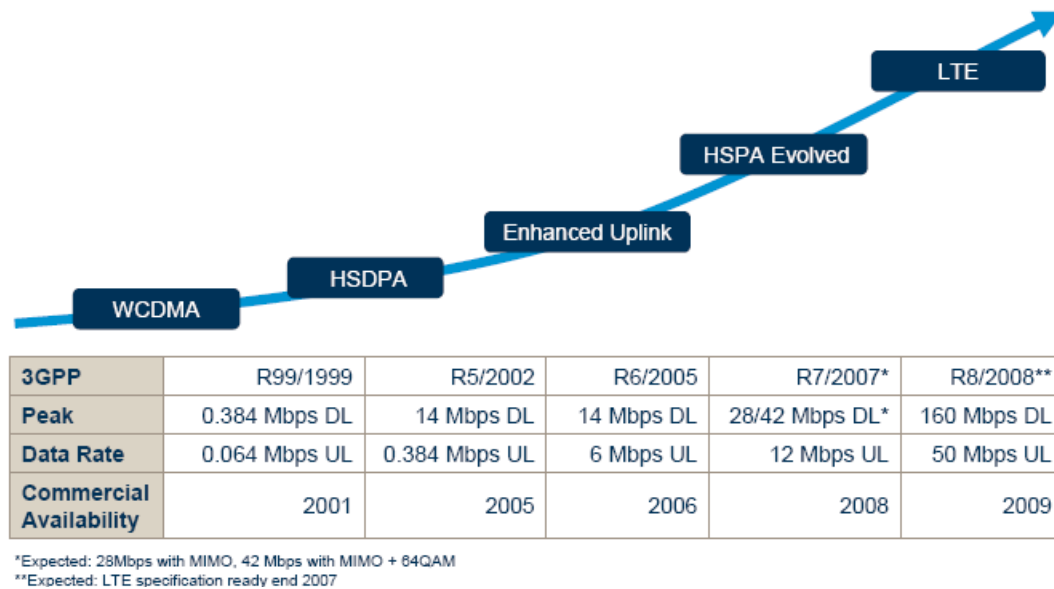 LTE
HSPA Evolved
Enhanced Uplink
HSDPA
WCDMA
3GPP R99/1999 R5/2002 R6/2005 R7/2007* R8/2008**
Peak 0.384 Mbps DL 14 Mbps DL 14 Mbps DL 28/42 Mbps DL* 160 Mbps DL
Data Rate 0.064 Mbps UL 0.384 Mbps UL 6 Mbps UL 12 Mbps UL 50 Mbps UL
Commercial
Availability 2001 2005 2006 2008 2009
*Expected: 28Mbps with MIMO, 42 Mbps with MIMO + 64QAM
**Expected: LTE specification ready end 2007